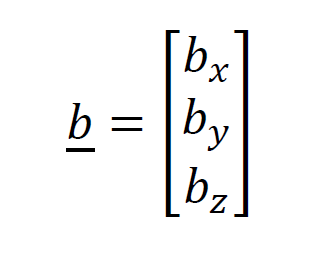 b = [b_x
b_y
b_z]